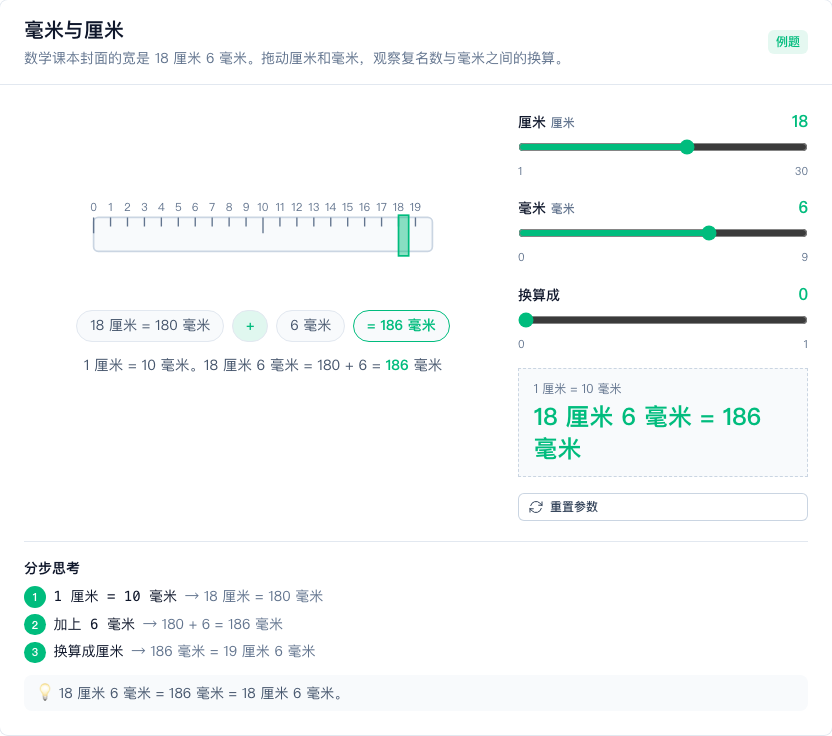 毫米与厘米
数学课本封面的宽是 18 厘米 6 毫米。拖动厘米和毫米，观察复名数与毫米之间的换算。
例题
厘米 厘米 18
1 30
毫米 毫米 6
0 9
换算成 0
0 1
0 1 2 3 4 5 6 7 8 9 10 11 12 13 14 15 16 17 18 19
18 厘米 = 180 毫米 + 6 毫米 = 186 毫米
1 厘米 = 10 毫米。18 厘米 6 毫米 = 180 + 6 = 186 毫米
1 厘米 = 10 毫米
18 厘米 6 毫米 = 186
毫米
重置参数
分步思考
1 1 厘米 = 10 毫米 → 18 厘米 = 180 毫米
2 加上 6 毫米 → 180 + 6 = 186 毫米
3 换算成厘米 → 186 毫米 = 19 厘米 6 毫米
💡 18 厘米 6 毫米 = 186 毫米 = 18 厘米 6 毫米。